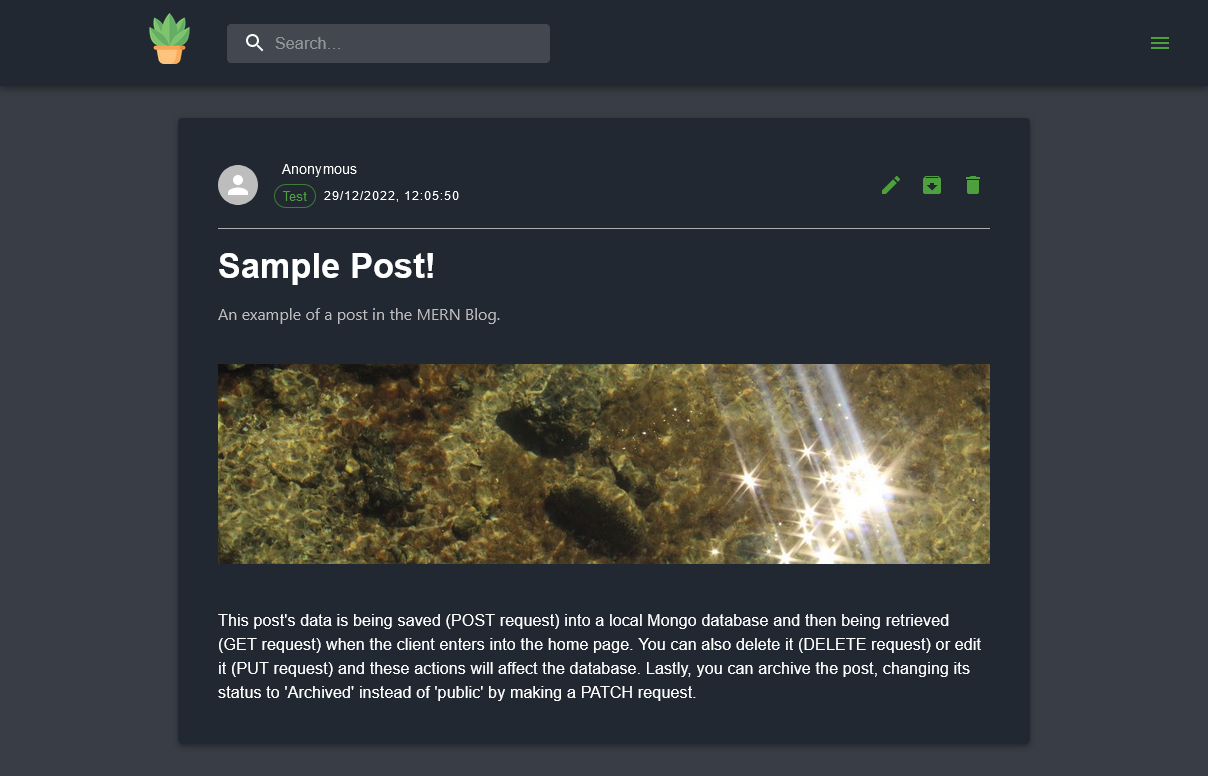 Search...
Anonymous
Test 29/12/2022, 12:05:50
Sample Post!
An example of a post in the MERN Blog.
This post's data is being saved (POST request) into a local Mongo database and then being retrieved
(GET request) when the client enters into the home page. You can also delete it (DELETE request) or edit
it (PUT request) and these actions will affect the database. Lastly, you can archive the post, changing its
status to 'Archived' instead of 'public' by making a PATCH request.